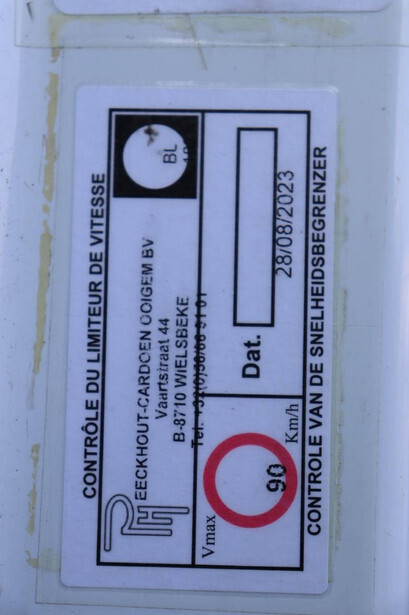 CONTRÔLE DU LIMITEUR DE VITESSE
EECKHOUT-CARDOEN OOIGEM BV
Vaartstraat 44
B-8710 WIELSBEKE
BL
Vmax
90
Km/h
Dat.
28/08/2023
CONTROLE VAN DE SNELHEIDSBEGRENZER